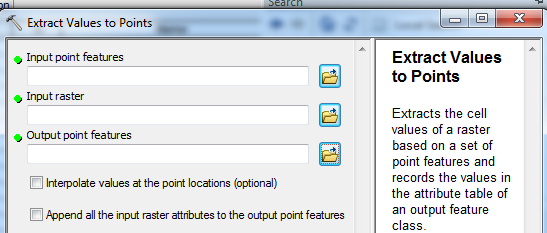 Search
Extract Values to Points
Input point features
Input raster
Output point features
Interpolate values at the point locations (optional)
Append all the input raster attributes to the output point features
Extract Values
to Points
Extracts the cell
values of a raster
based on a set of
point features and
records the values in
the attribute table of
an output feature
class.